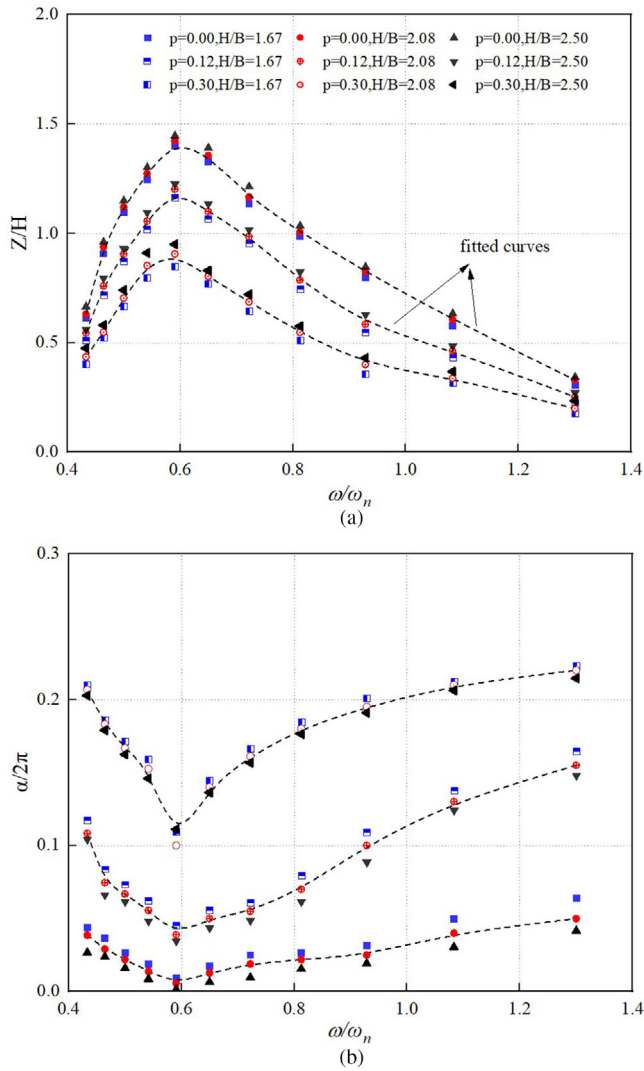 2.0
p=0.00,H/B=1.67 p=0.00,H/B=2.08 p=0.00,H/B=2.50
p=0.12,H/B=1.67 p=0.12,H/B=2.08 p=0.12,H/B=2.50
p=0.30,H/B=1.67 p=0.30,H/B=2.08 p=0.30,H/B=2.50
1.5
Z/H
1.0
fitted curves
0.5
0.0
0.4 0.6 0.8 1.0 1.2 1.4
ω/ωn
(a)
0.3
0.2
α/2π
0.1
0.0
0.4 0.6 0.8 1.0 1.2 1.4
ω/ωn
(b)